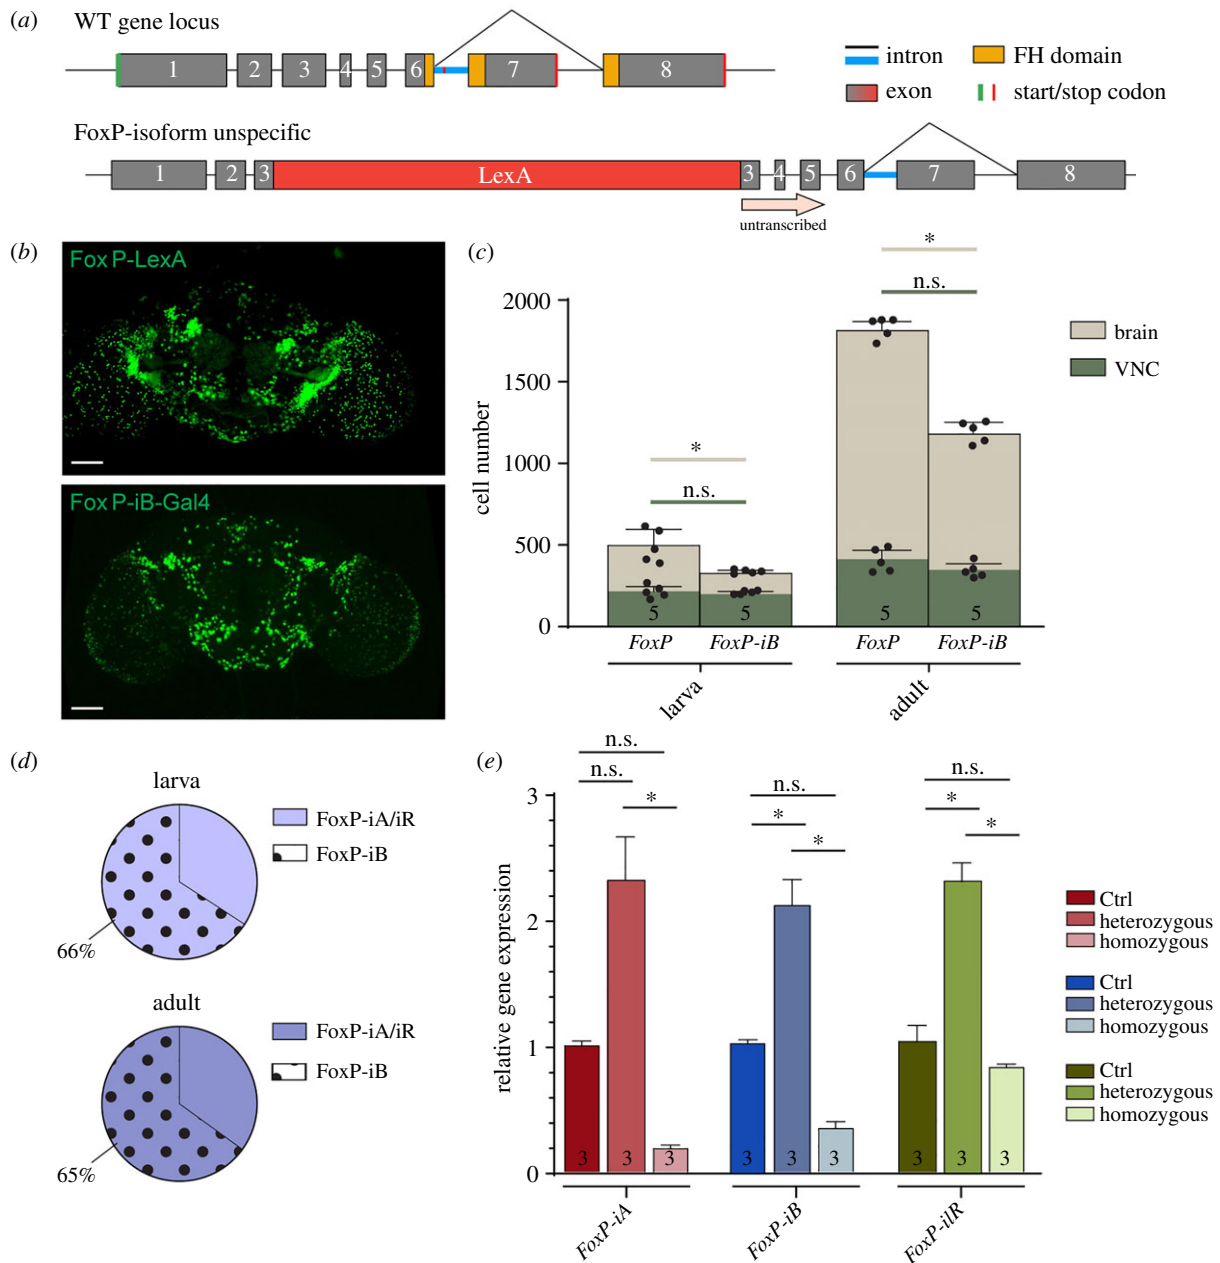 (a)
WT gene locus
1 2 3 4 5 6 7 8
intron
FH domain
exon
start/stop codon
FoxP-isoform unspecific
1 2 3 LexA 3 4 5 6 7 8
untranscribed
(b)
Fox P-LexA
Fox P-iB-Gal4
(c)
cell number
2000
1500
1000
500
0
*
n.s.
*
n.s.
brain
VNC
5 5 5 5
FoxP FoxP-iB FoxP FoxP-iB
larva adult
(d)
larva
FoxP-iA/iR
FoxP-iB
66%
adult
FoxP-iA/iR
FoxP-iB
65%
(e)
relative gene expression
3
2
1
0
n.s.
n.s.
*
n.s.
*
*
n.s.
*
*
3 3 3 3 3 3 3 3 3
FoxP-iA FoxP-iB FoxP-iIR
Ctrl
heterozygous
homozygous
Ctrl
heterozygous
homozygous
Ctrl
heterozygous
homozygous